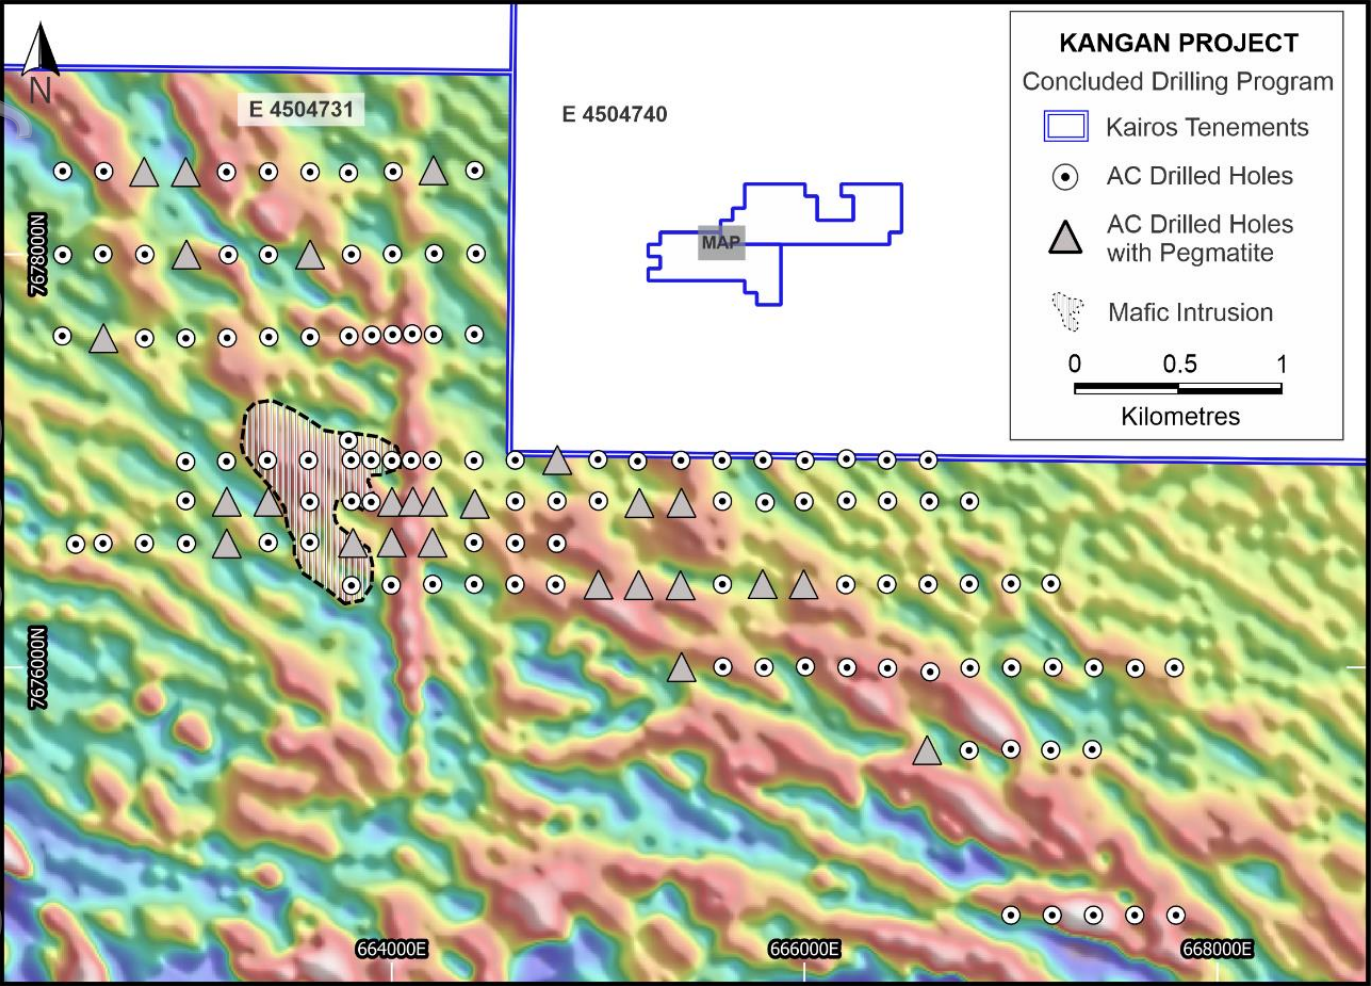 N
E 4504731
E 4504740
MAP
KANGAN PROJECT
Concluded Drilling Program
Kairos Tenements
AC Drilled Holes
AC Drilled Holes
with Pegmatite
Mafic Intrusion
0 0.5 1
Kilometres
7678000N
7676000N
664000E
666000E
668000E